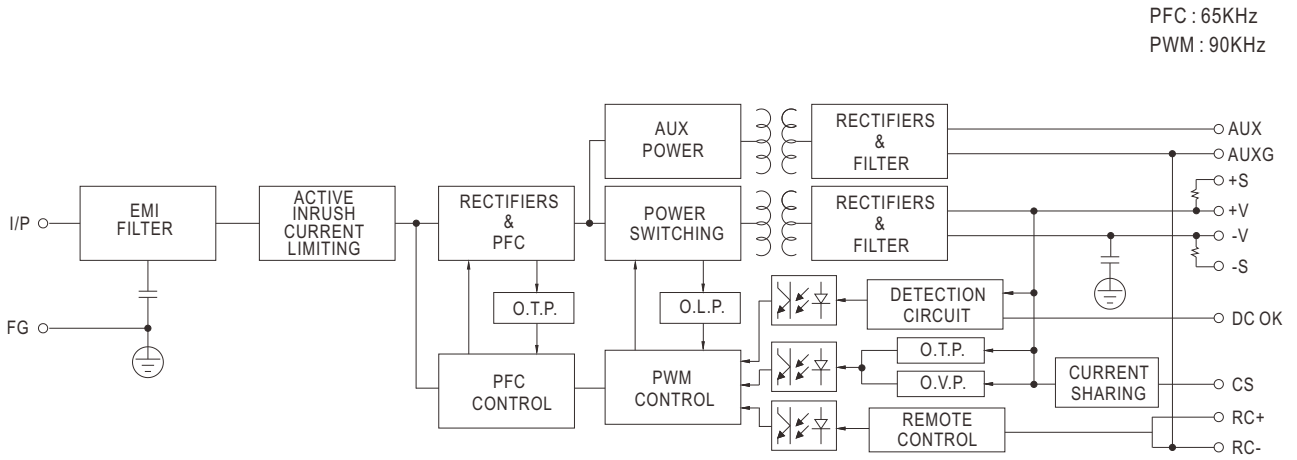 PFC : 65KHz
PWM : 90KHz
I/P
EMI
FILTER
ACTIVE
INRUSH
CURRENT
LIMITING
RECTIFIERS
&
PFC
AUX
POWER
RECTIFIERS
&
FILTER
AUX
AUXG
POWER
SWITCHING
RECTIFIERS
&
FILTER
+S
+V
-V
-S
FG
O.T.P.
O.L.P.
DETECTION
CIRCUIT
DC OK
PFC
CONTROL
PWM
CONTROL
O.T.P.
O.V.P.
CURRENT
SHARING
CS
REMOTE
CONTROL
RC+
RC-